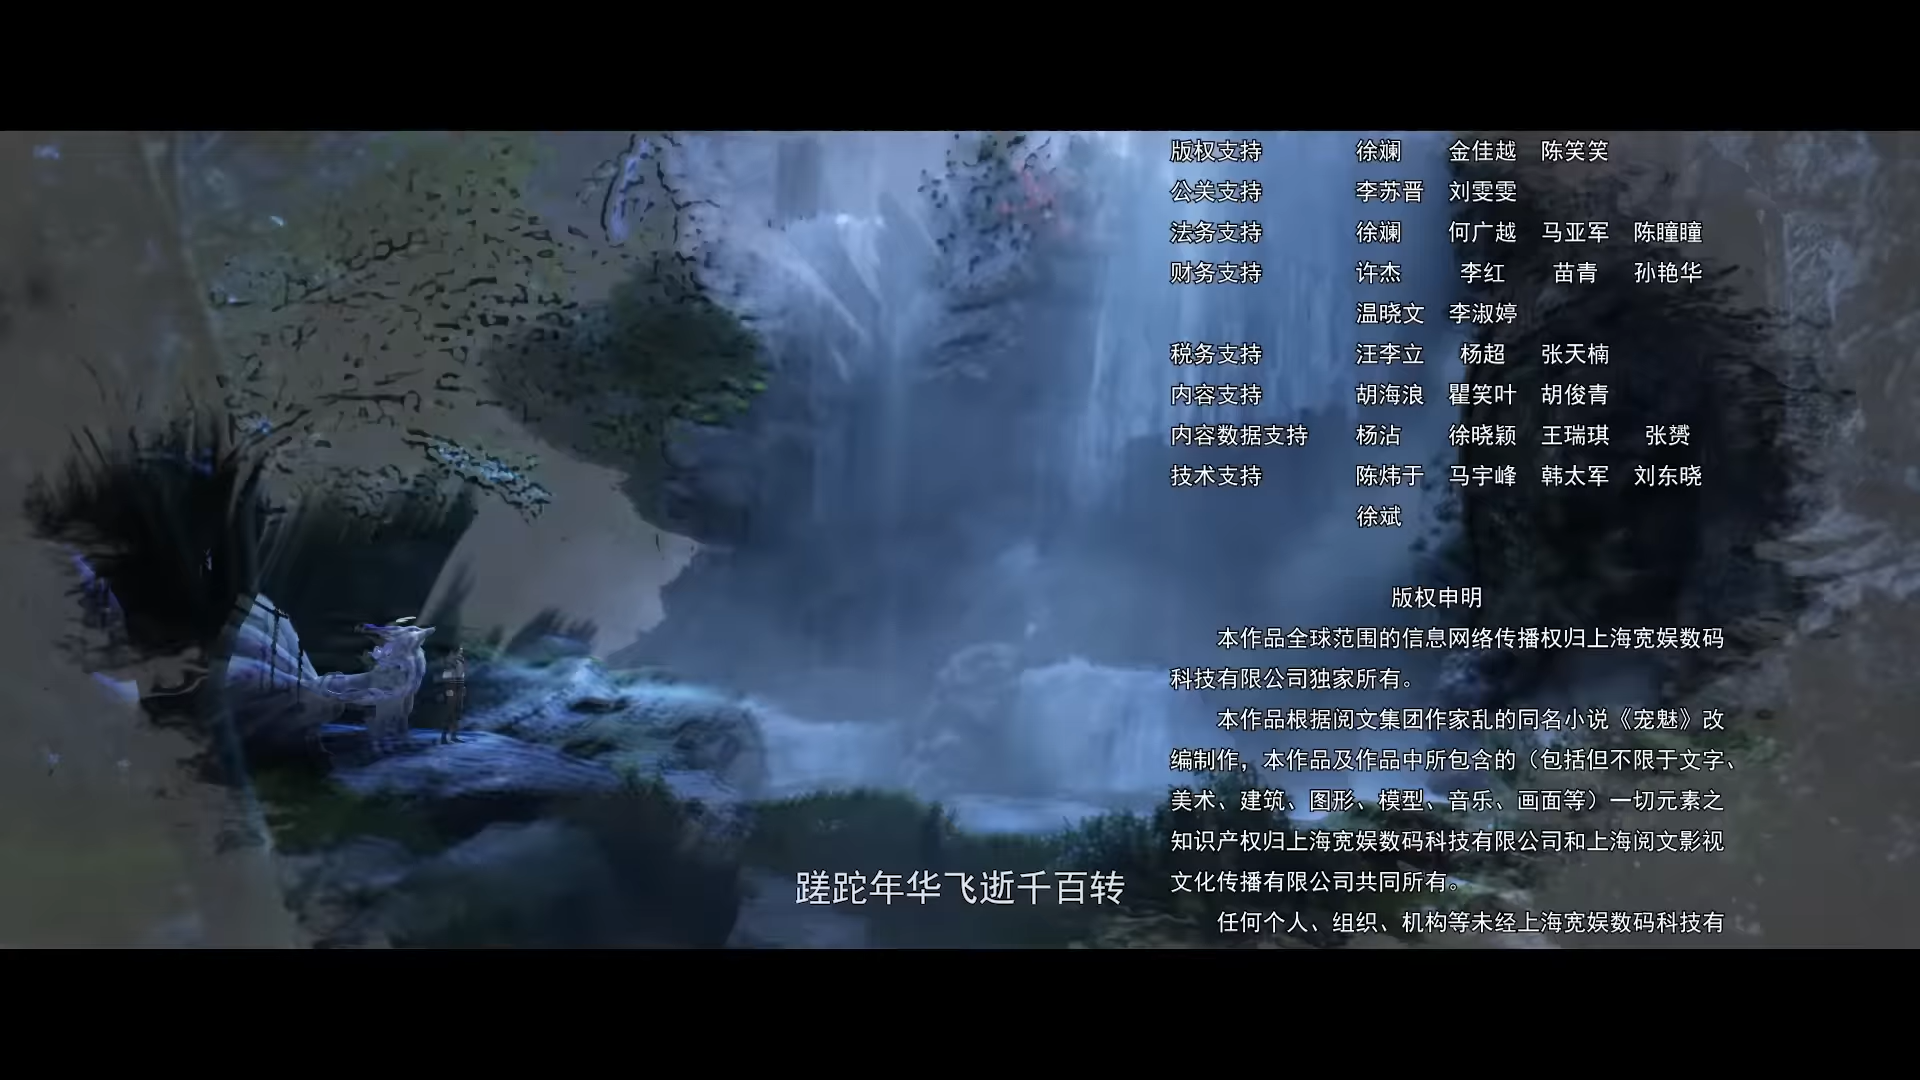 版权支持 徐斓 金佳越 陈笑笑
公关支持 李苏晋 刘雯雯
法务支持 徐斓 何广越 马亚军 陈瞳瞳
财务支持 许杰 李红 苗青 孙艳华
温晓文 李淑婷
税务支持 汪李立 杨超 张天楠
内容支持 胡海浪 瞿笑叶 胡俊青
内容数据支持 杨沾 徐晓颖 王瑞琪 张赟
技术支持 陈炜于 马宇峰 韩太军 刘东晓
徐斌
版权申明
本作品全球范围的信息网络传播权归上海宽娱数码
科技有限公司独家所有。
本作品根据阅文集团作家乱的同名小说《宠魅》改
编制作，本作品及作品中所包含的（包括但不限于文字、
美术、建筑、图形、模型、音乐、画面等）一切元素之
知识产权归上海宽娱数码科技有限公司和上海阅文影视
文化传播有限公司共同所有。
任何个人、组织、机构等未经上海宽娱数码科技有
蹉跎年华飞逝千百转